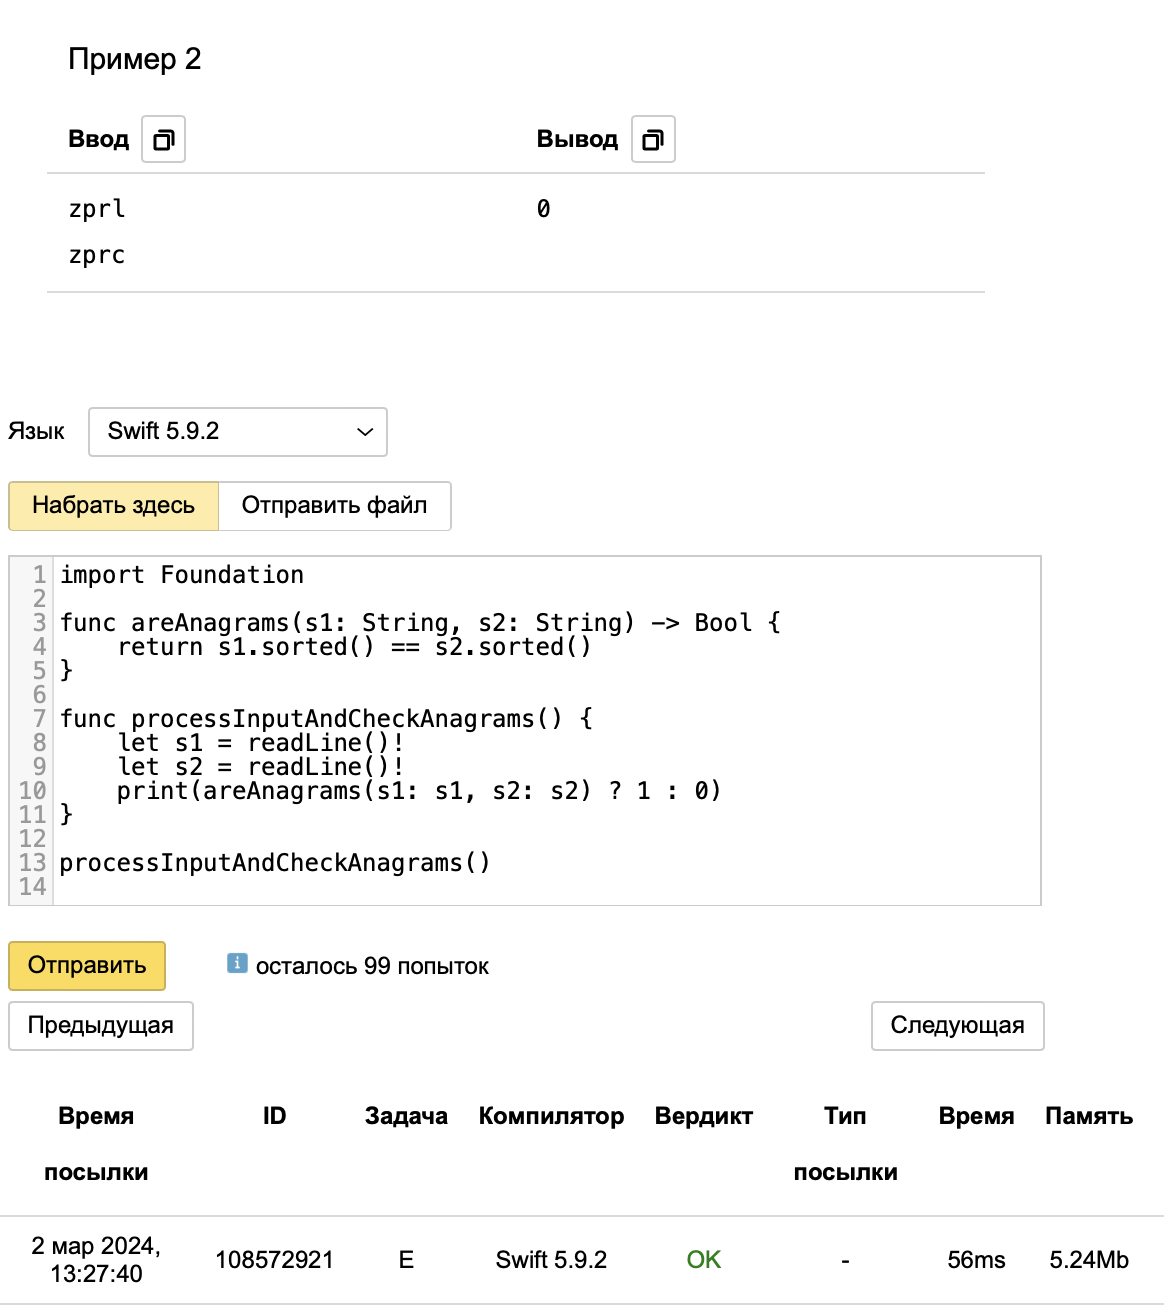 Пример 2
Ввод Вывод
zprl 0
zprc
Язык Swift 5.9.2
Набрать здесь Отправить файл
1 import Foundation
2
3 func areAnagrams(s1: String, s2: String) -> Bool {
4     return s1.sorted() == s2.sorted()
5 }
6
7 func processInputAndCheckAnagrams() {
8     let s1 = readLine()!
9     let s2 = readLine()!
10     print(areAnagrams(s1: s1, s2: s2) ? 1 : 0)
11 }
12
13 processInputAndCheckAnagrams()
14
Отправить i осталось 99 попыток
Предыдущая Следующая
Время ID Задача Компилятор Вердикт Тип Время Память
посылки посылки
2 мар 2024,
13:27:40 108572921 E Swift 5.9.2 OK - 56ms 5.24Mb